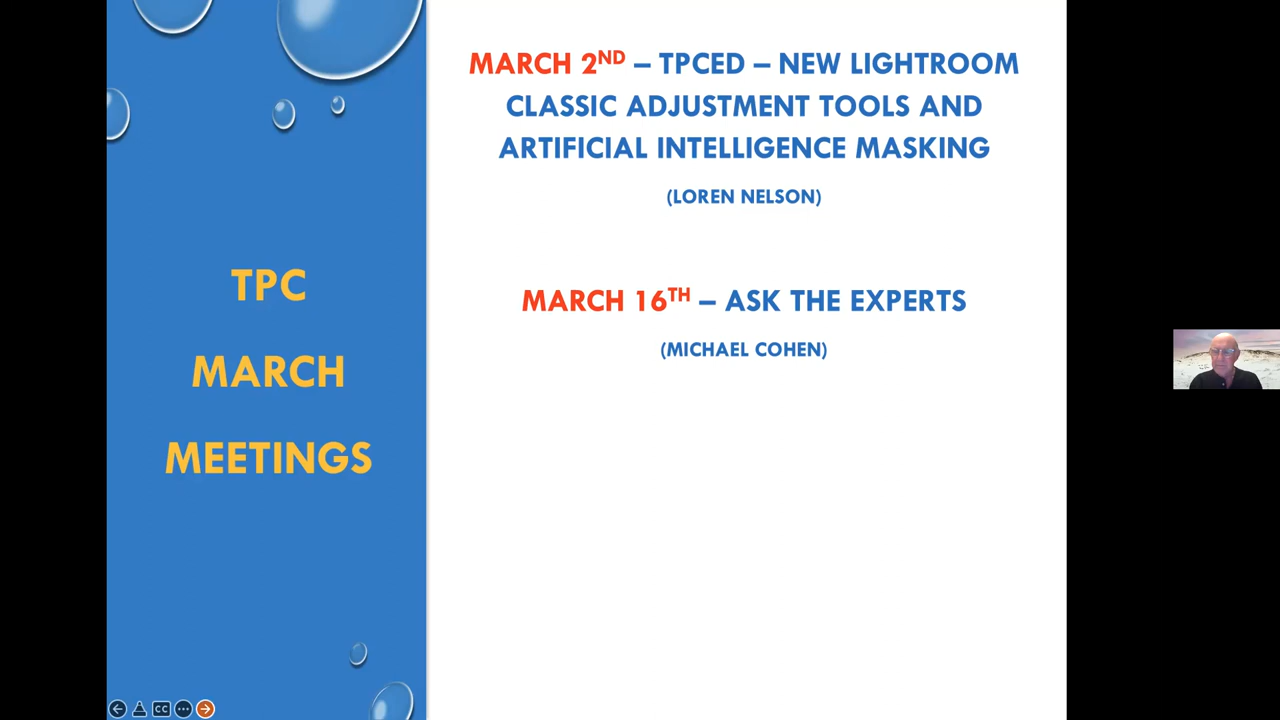 TPC
MARCH
MEETINGS
MARCH 2ND – TPCED – NEW LIGHTROOM
CLASSIC ADJUSTMENT TOOLS AND
ARTIFICIAL INTELLIGENCE MASKING
(LOREN NELSON)
MARCH 16TH – ASK THE EXPERTS
(MICHAEL COHEN)
CC